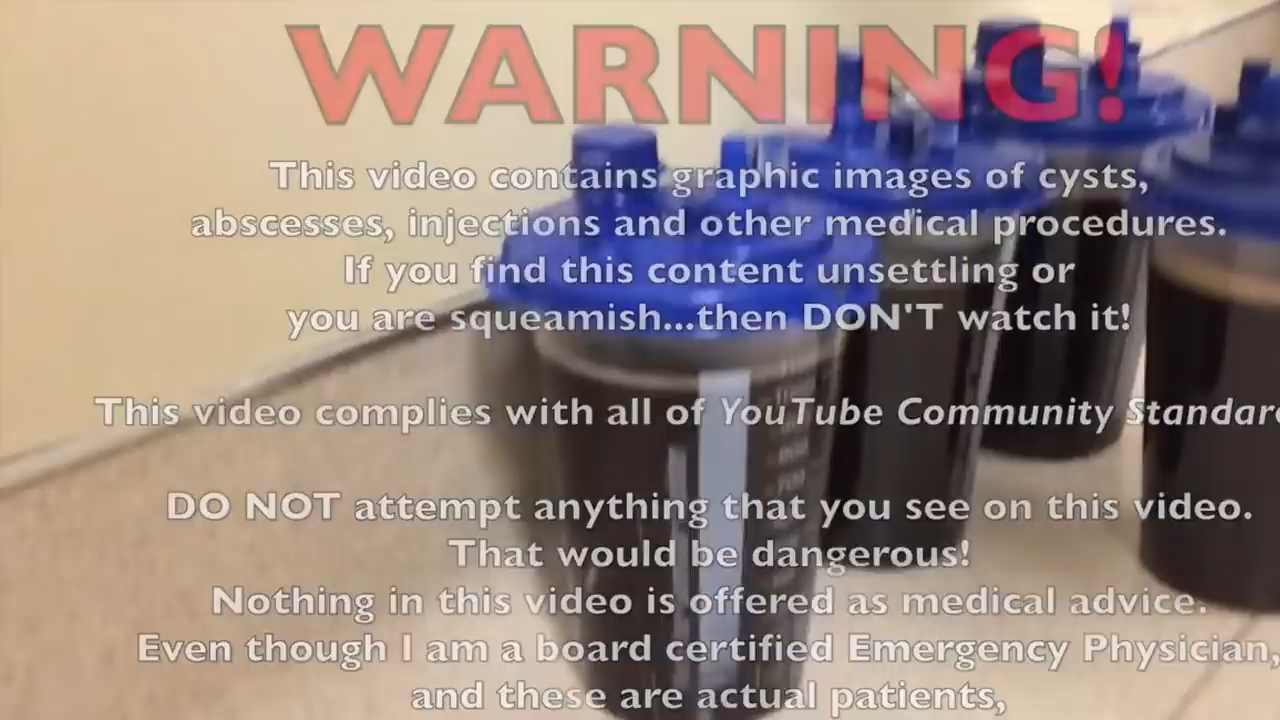 WARNING!
This video contains graphic images of cysts,
abscesses, injections and other medical procedures.
If you find this content unsettling or
you are squeamish...then DON'T watch it!
This video complies with all of YouTube Community Standar
DO NOT attempt anything that you see on this video.
That would be dangerous!
Nothing in this video is offered as medical advice.
Even though I am a board certified Emergency Physician,
and these are actual patients,